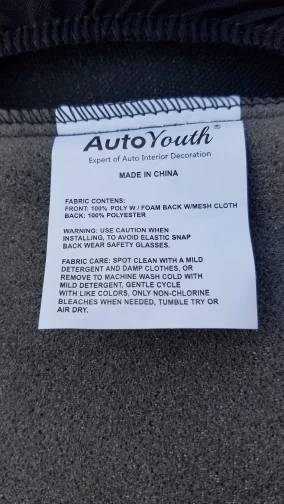 AutoYouth®
Expert of Auto Interior Decoration
MADE IN CHINA
FABRIC CONTENS:
FRONT: 100% POLY W / FOAM BACK W/MESH CLOTH
BACK: 100% POLYESTER
WARNING: USE CAUTION WHEN
INSTALLING, TO AVOID ELASTIC SNAP
BACK WEAR SAFETY GLASSES.
FABRIC CARE: SPOT CLEAN WITH A MILD
DETERGENT AND DAMP CLOTHES, OR
REMOVE TO MACHINE WASH COLD WITH
MILD DETERGENT, GENTLE CYCLE
WITH LIKE COLORS, ONLY NON-CHLORINE
BLEACHES WHEN NEEDED, TUMBLE TRY OR
AIR DRY.